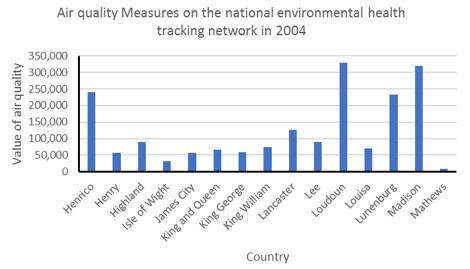 Air quality Measures on the national environmental health
tracking network in 2004
Value of air quality
350,000
300,000
250,000
200,000
150,000
100,000
50,000
0
Henrico
Henry
Highland
Isle of Wight
James City
King and Queen
King George
King William
Lancaster
Lee
Loudoun
Louisa
Lunenburg
Madison
Mathews
Country